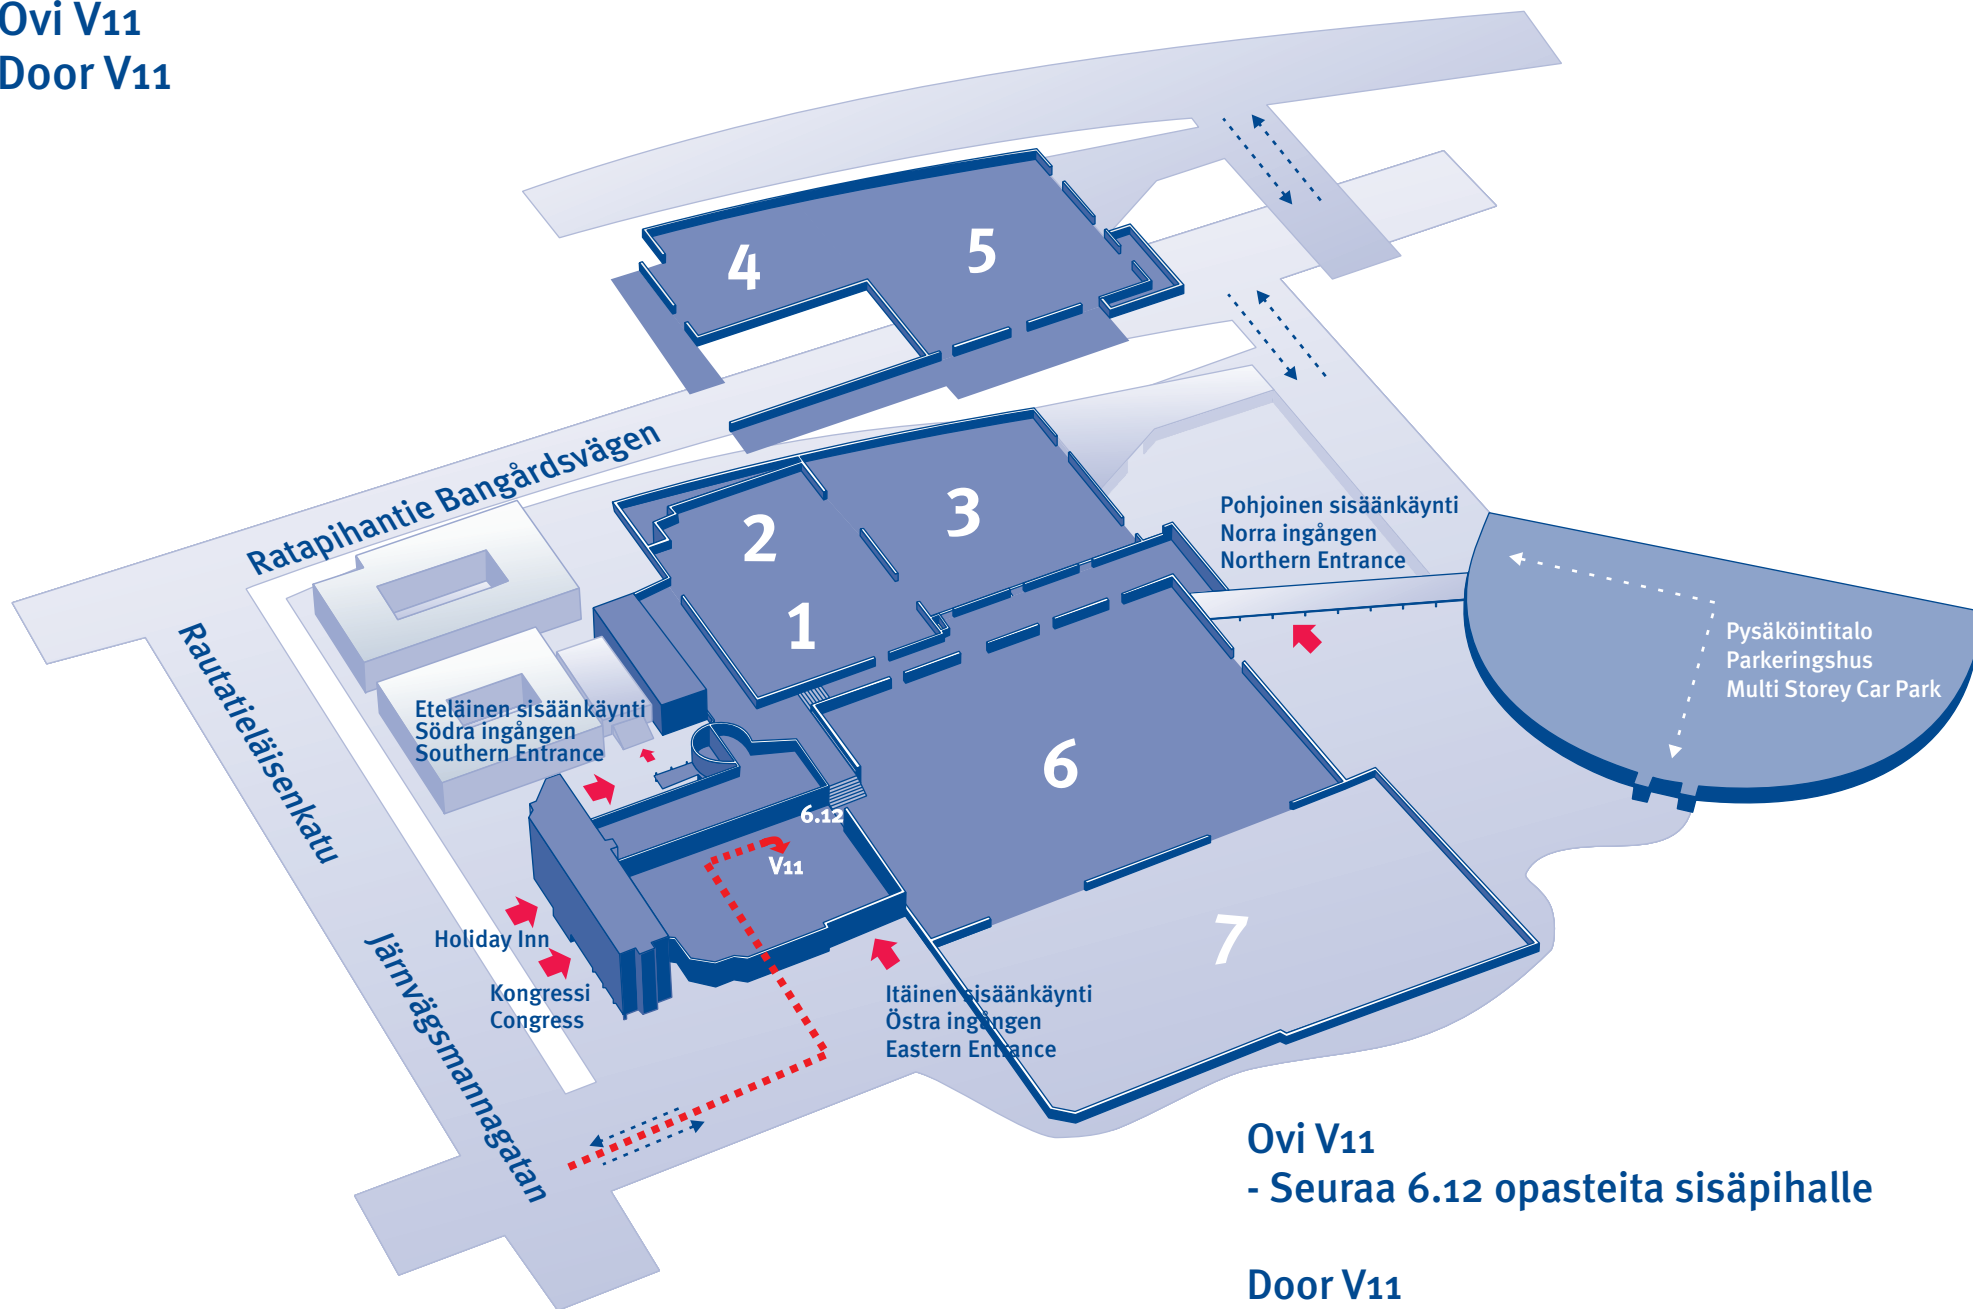 Ovi V11
Door V11
4
5
Ratapihantie Bangårdsvägen
2
3
1
Pohjoinen sisäänkäynti
Norra ingången
Northern Entrance
Pysäköintitalo
Parkeringshus
Multi Storey Car Park
Rautatieläisenkatu
Eteläinen sisäänkäynti
Södra ingången
Southern Entrance
6
6.12
V11
Holiday Inn
Kongressi
Congress
7
Itäinen sisäänkäynti
Östra ingången
Eastern Entrance
Järnvägsmannagatan
Ovi V11
- Seuraa 6.12 opasteita sisäpihalle
Door V11